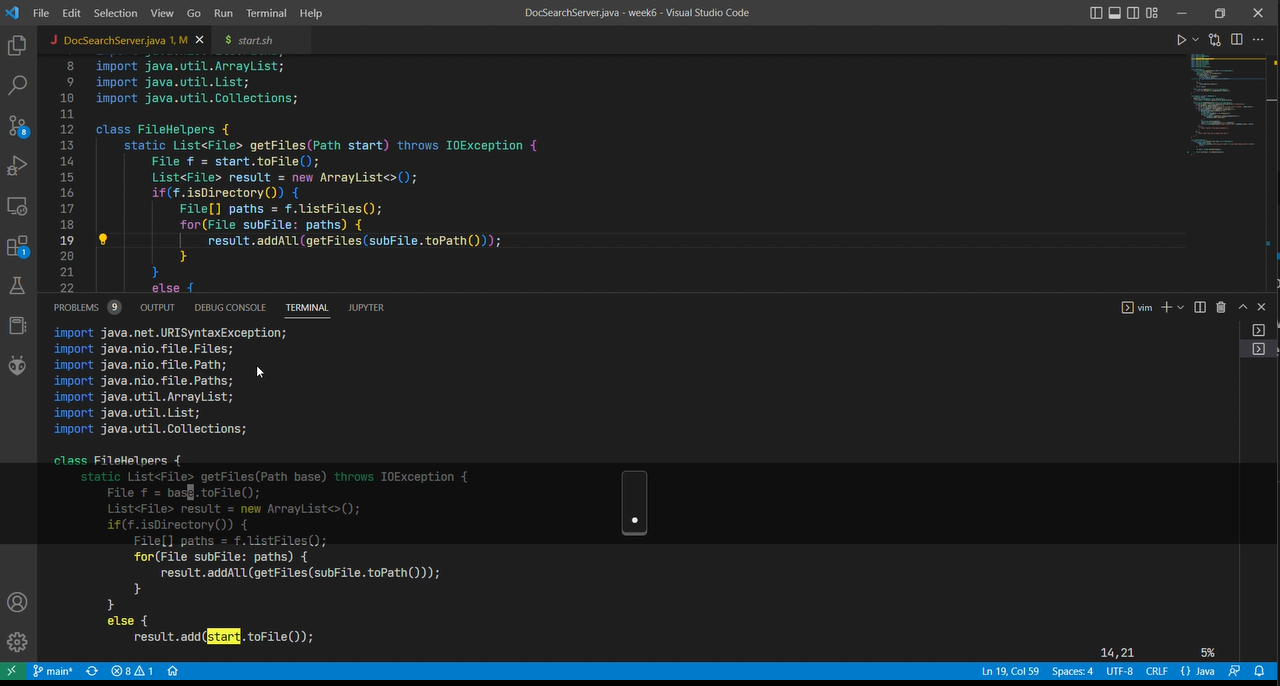 File Edit Selection View Go Run Terminal Help
DocSearchServer.java - week6 - Visual Studio Code
DocSearchServer.java 1, M
$ start.sh
8 import java.util.ArrayList;
9 import java.util.List;
10 import java.util.Collections;
11
12 class FileHelpers {
13 static List<File> getFiles(Path start) throws IOException {
14 File f = start.toFile();
15 List<File> result = new ArrayList<>();
16 if(f.isDirectory()) {
17 File[] paths = f.listFiles();
18 for(File subFile: paths) {
19 result.addAll(getFiles(subFile.toPath()));
20 }
21 }
22 else {
8
1
PROBLEMS 9 OUTPUT DEBUG CONSOLE TERMINAL JUPYTER
vim
import java.net.URISyntaxException;
import java.nio.file.Files;
import java.nio.file.Path;
import java.nio.file.Paths;
import java.util.ArrayList;
import java.util.List;
import java.util.Collections;
class FileHelpers {
static List<File> getFiles(Path base) throws IOException {
File f = base.toFile();
List<File> result = new ArrayList<>();
if(f.isDirectory()) {
File[] paths = f.listFiles();
for(File subFile: paths) {
result.addAll(getFiles(subFile.toPath()));
}
}
else {
result.add(start.toFile());
.
14,21 5%
main* 8 1
Ln 19, Col 59 Spaces: 4 UTF-8 CRLF {} Java